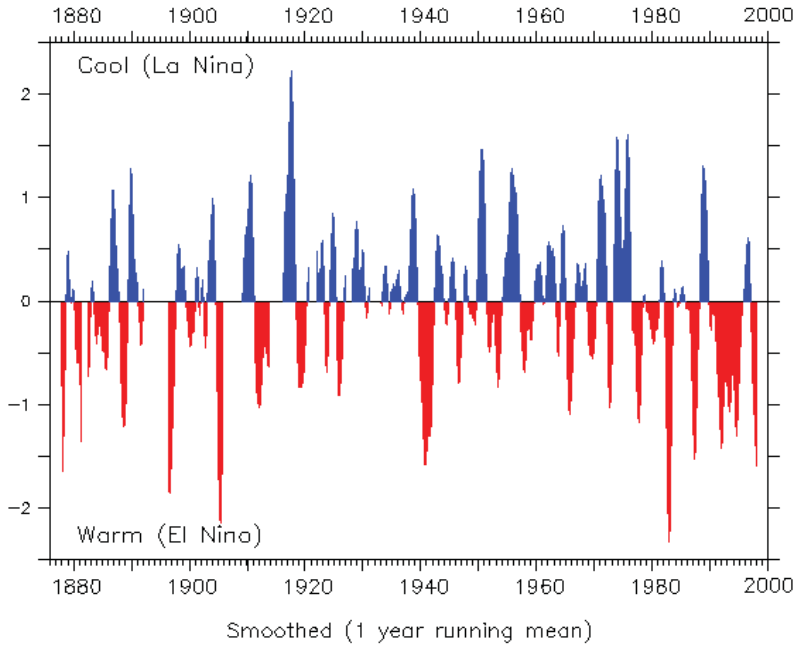 1880 1900 1920 1940 1960 1980 2000
Cool (La Nina)
2
1
0
−1
−2
Warm (El Nino)
1880 1900 1920 1940 1960 1980 2000
Smoothed (1 year running mean)